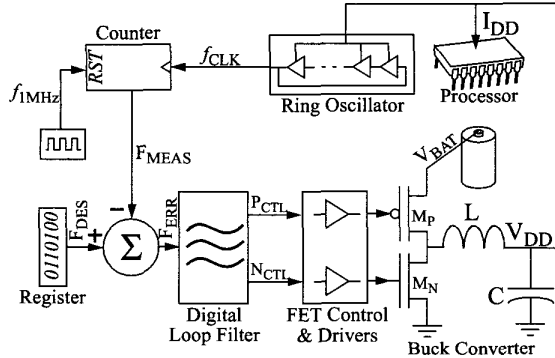 Counter
RST
f1MHz
fCLK
Ring Oscillator
IDD
Processor
FMEAS
VBAT
FDES
0110100
Register
+
−
Σ
FERR
PCTL
NCTL
Digital
Loop Filter
FET Control
& Drivers
MP
MN
L
VDD
C
Buck Converter